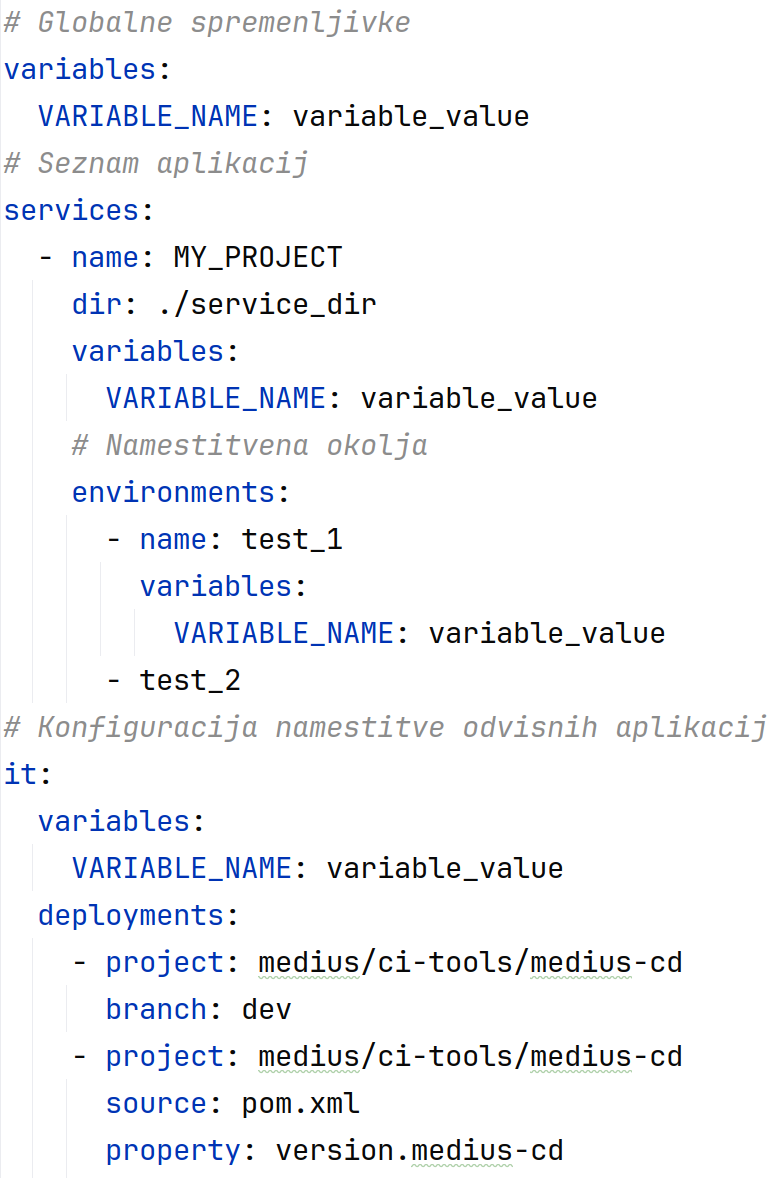 # Globalne spremenljivke
variables:
  VARIABLE_NAME: variable_value
# Seznam aplikacij
services:
  - name: MY_PROJECT
    dir: ./service_dir
    variables:
      VARIABLE_NAME: variable_value
    # Namestitvena okolja
    environments:
      - name: test_1
        variables:
          VARIABLE_NAME: variable_value
      - test_2
# Konfiguracija namestitve odvisnih aplikacij
it:
  variables:
    VARIABLE_NAME: variable_value
  deployments:
    - project: medius/ci-tools/medius-cd
      branch: dev
    - project: medius/ci-tools/medius-cd
      source: pom.xml
      property: version.medius-cd